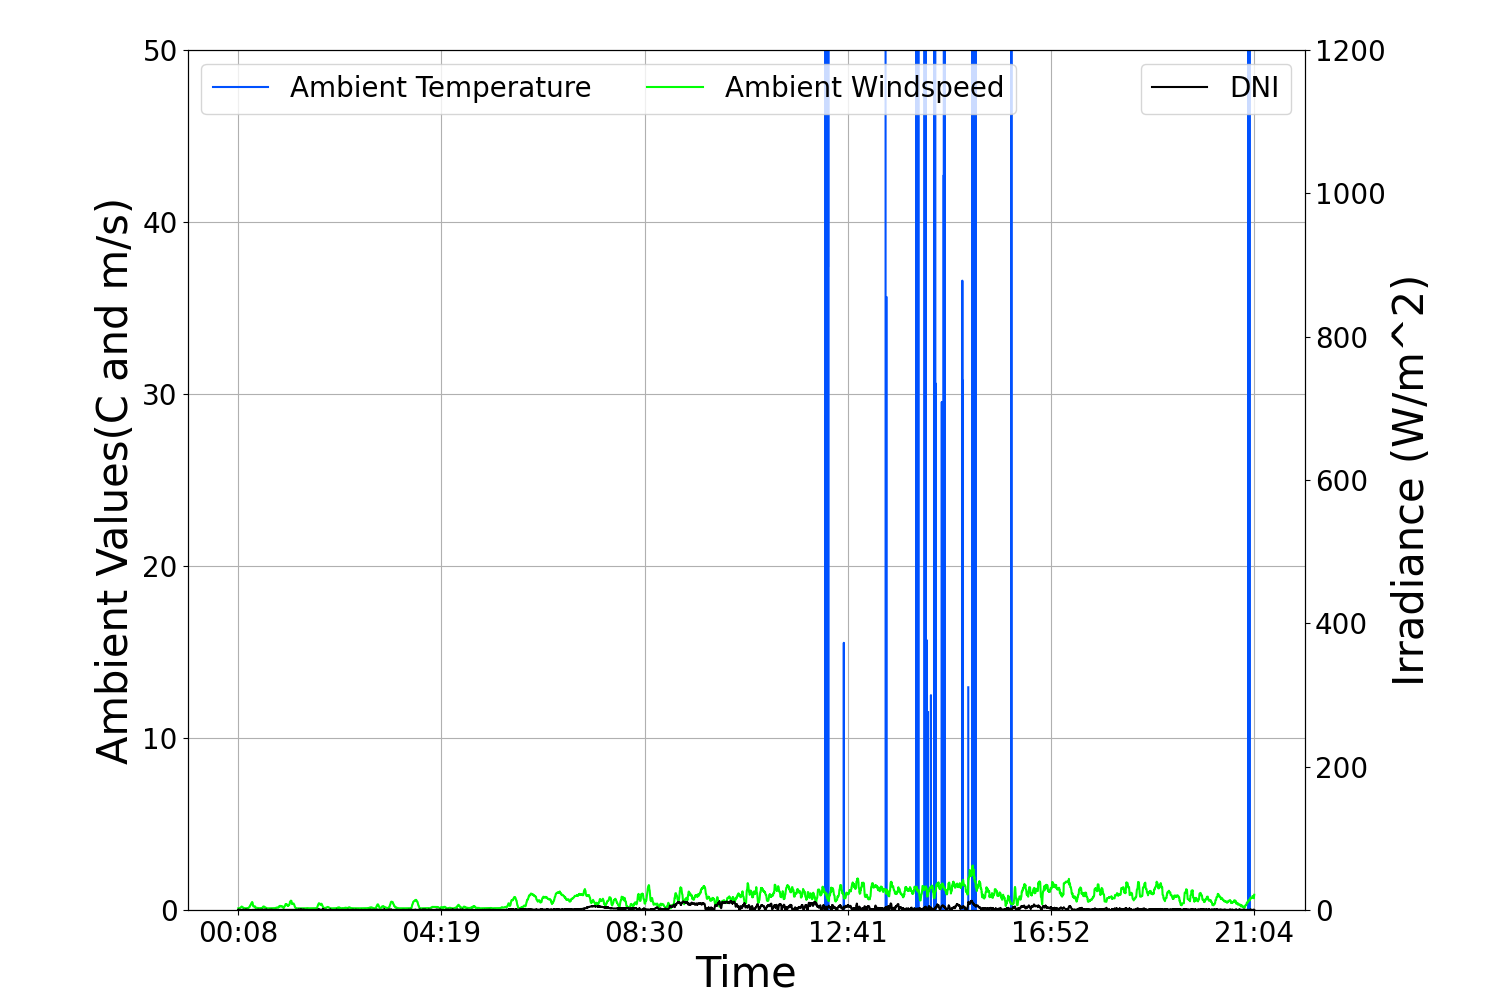 Ambient Temperature Ambient Windspeed DNI
Ambient Values(C and m/s)
50
40
30
20
10
0
1200
1000
800
600
400
200
0
Irradiance (W/m^2)
00:08 04:19 08:30 12:41 16:52 21:04
Time